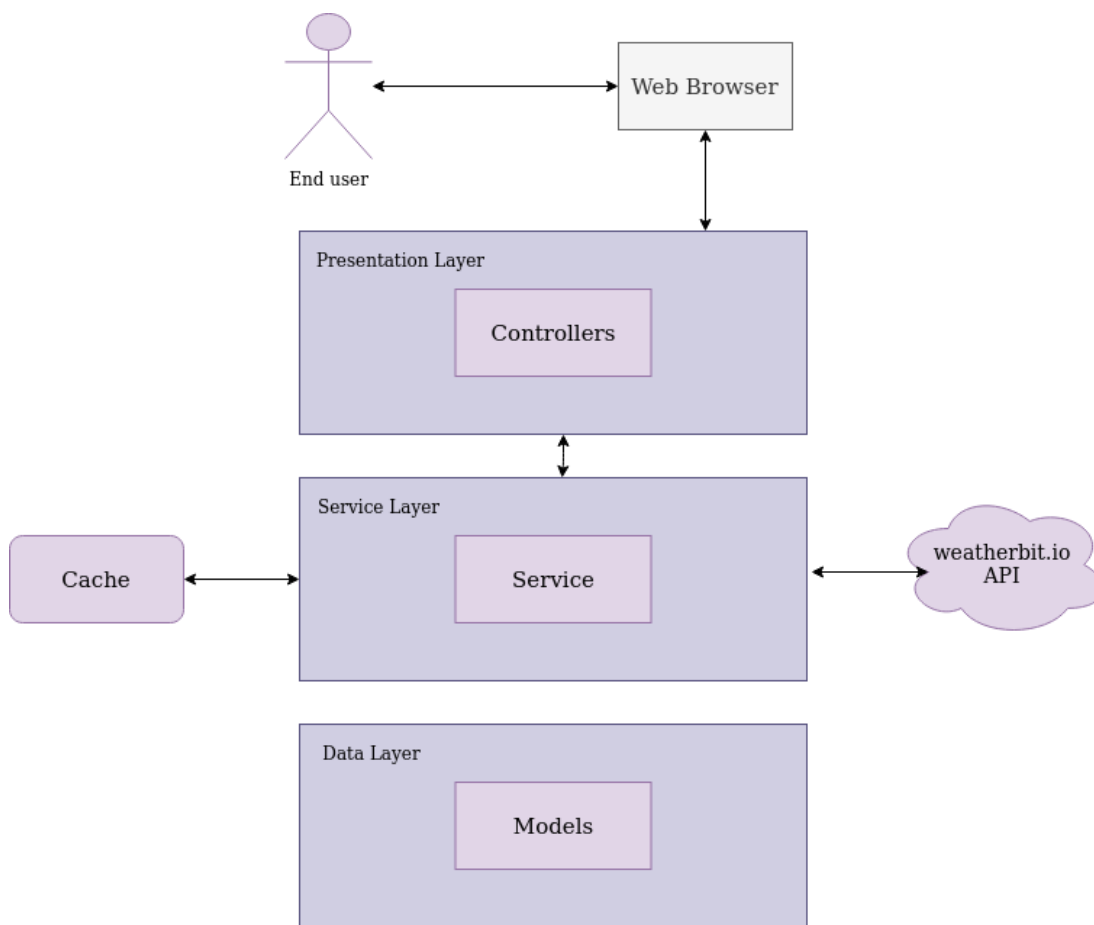 Web Browser
End user
Presentation Layer
Controllers
Service Layer
Cache
Service
weatherbit.io
API
Data Layer
Models